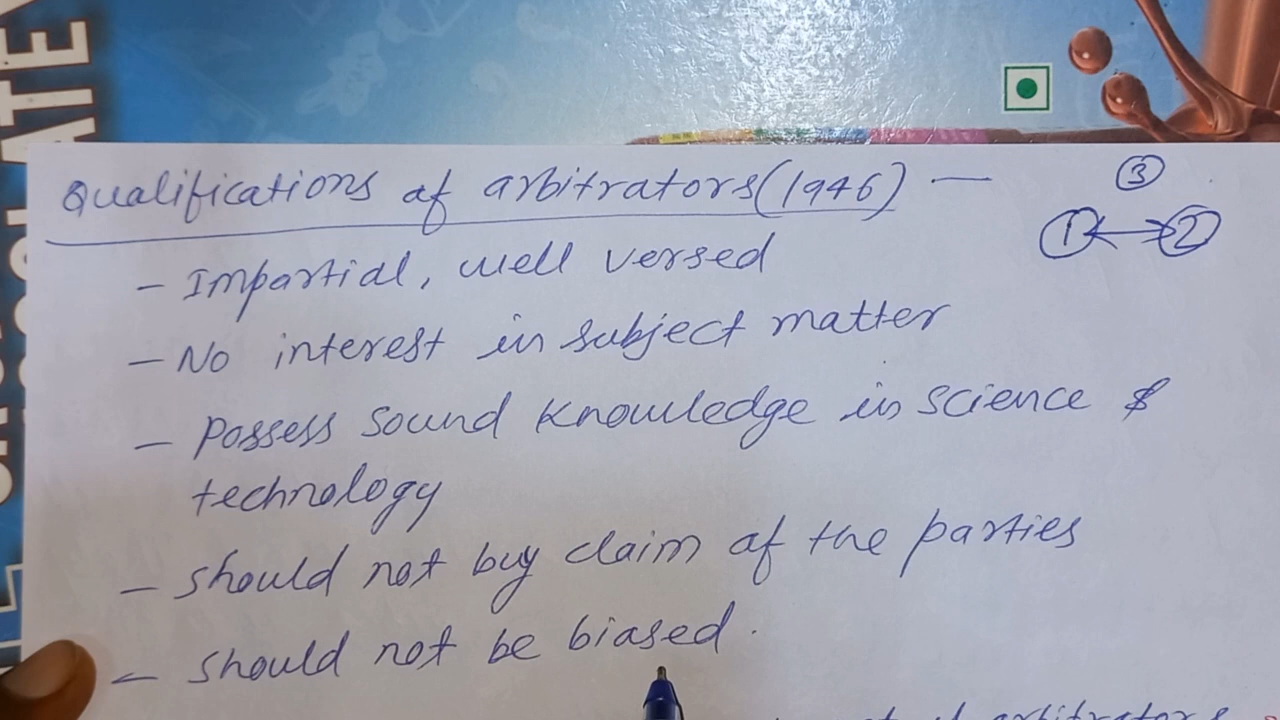 Qualifications of arbitrators (1946) —
③
① ↔ ②
- Impartial, well versed
- No interest in subject matter
- Possess sound knowledge in science &
technology
- should not buy claim of the parties
- should not be biased.
arbitrators